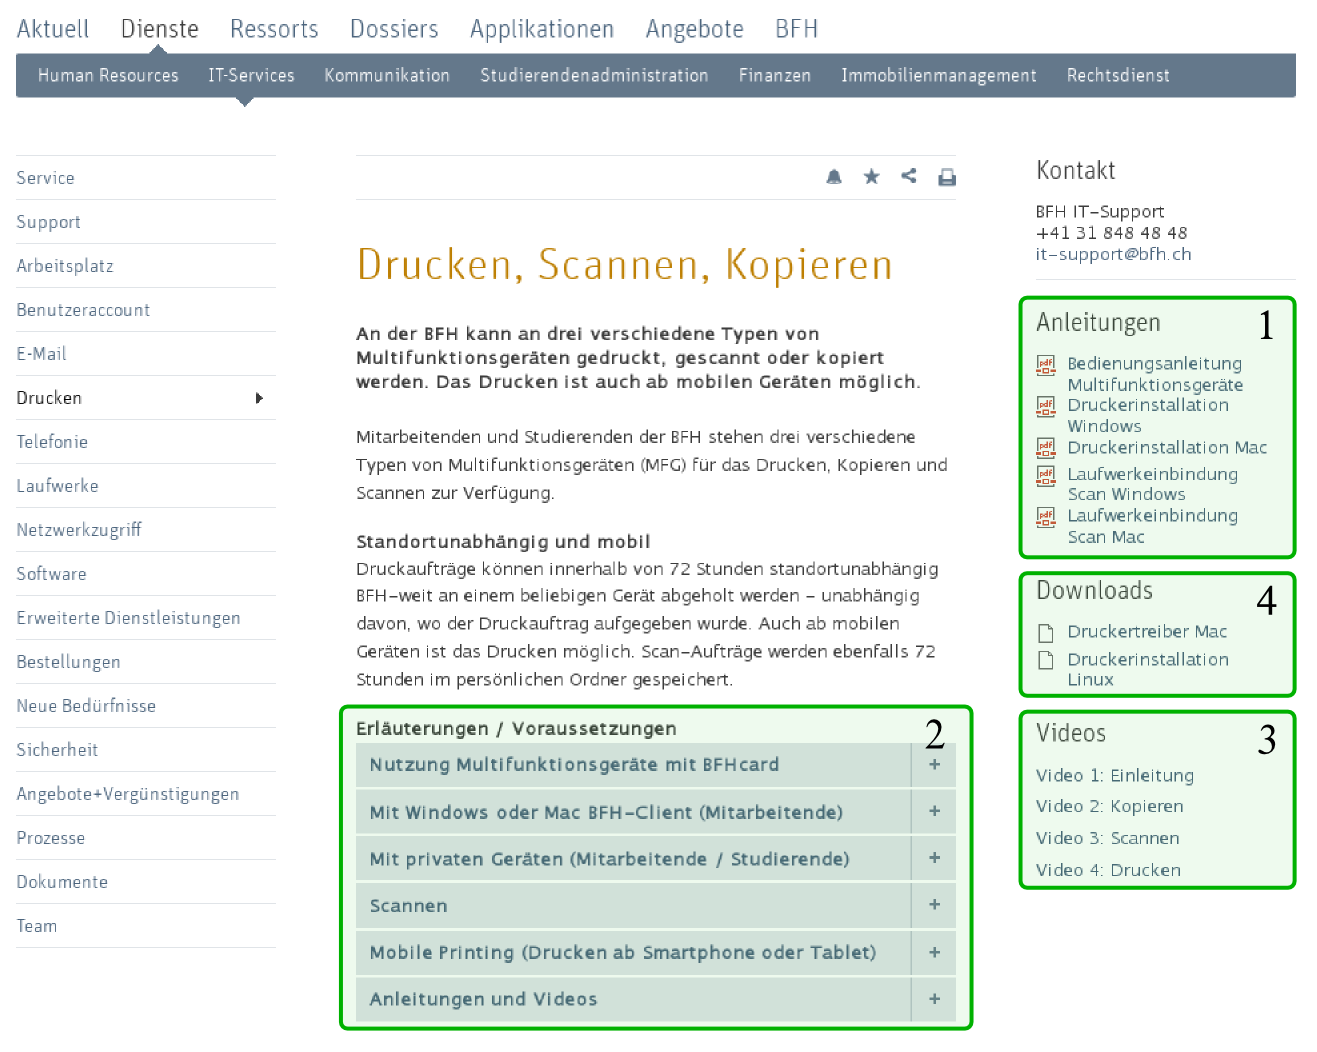 Aktuell Dienste Ressorts Dossiers Applikationen Angebote BFH
Human Resources IT-Services Kommunikation Studierendenadministration Finanzen Immobilienmanagement Rechtsdienst
Service
Support
Arbeitsplatz
Benutzeraccount
E-Mail
Drucken
Telefonie
Laufwerke
Netzwerkzugriff
Software
Erweiterte Dienstleistungen
Bestellungen
Neue Bedürfnisse
Sicherheit
Angebote+Vergünstigungen
Prozesse
Dokumente
Team
Drucken, Scannen, Kopieren
An der BFH kann an drei verschiedene Typen von
Multifunktionsgeräten gedruckt, gescannt oder kopiert
werden. Das Drucken ist auch ab mobilen Geräten möglich.
Mitarbeitenden und Studierenden der BFH stehen drei verschiedene
Typen von Multifunktionsgeräten (MFG) für das Drucken, Kopieren und
Scannen zur Verfügung.
Standortunabhängig und mobil
Druckaufträge können innerhalb von 72 Stunden standortunabhängig
BFH-weit an einem beliebigen Gerät abgeholt werden – unabhängig
davon, wo der Druckauftrag aufgegeben wurde. Auch ab mobilen
Geräten ist das Drucken möglich. Scan-Aufträge werden ebenfalls 72
Stunden im persönlichen Ordner gespeichert.
Erläuterungen / Voraussetzungen 2
Nutzung Multifunktionsgeräte mit BFHcard +
Mit Windows oder Mac BFH-Client (Mitarbeitende) +
Mit privaten Geräten (Mitarbeitende / Studierende) +
Scannen +
Mobile Printing (Drucken ab Smartphone oder Tablet) +
Anleitungen und Videos +
Kontakt
BFH IT-Support
+41 31 848 48 48
it-support@bfh.ch
Anleitungen 1
pdf Bedienungsanleitung
Multifunktionsgeräte
pdf Druckerinstallation
Windows
pdf Druckerinstallation Mac
pdf Laufwerkeinbindung
Scan Windows
pdf Laufwerkeinbindung
Scan Mac
Downloads 4
Druckertreiber Mac
Druckerinstallation
Linux
Videos 3
Video 1: Einleitung
Video 2: Kopieren
Video 3: Scannen
Video 4: Drucken